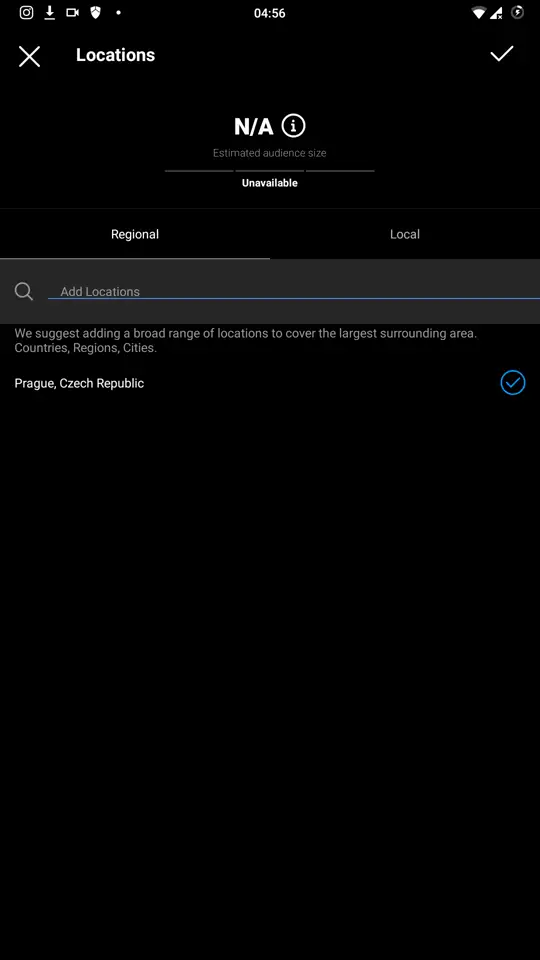 04:56
Locations
N/A
Estimated audience size
Unavailable
Regional
Local
Add Locations
We suggest adding a broad range of locations to cover the largest surrounding area.
Countries, Regions, Cities.
Prague, Czech Republic